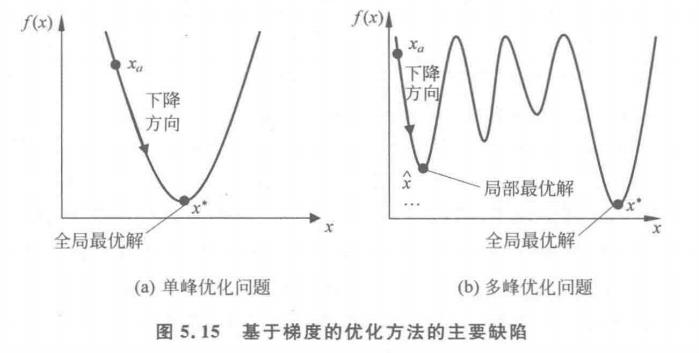 f(x)
x_a
下降
方向
x*
x
全局最优解
(a) 单峰优化问题
f(x)
x_a
下降
方向
x̂
...
局部最优解
x*
x
全局最优解
(b) 多峰优化问题
图 5.15 基于梯度的优化方法的主要缺陷